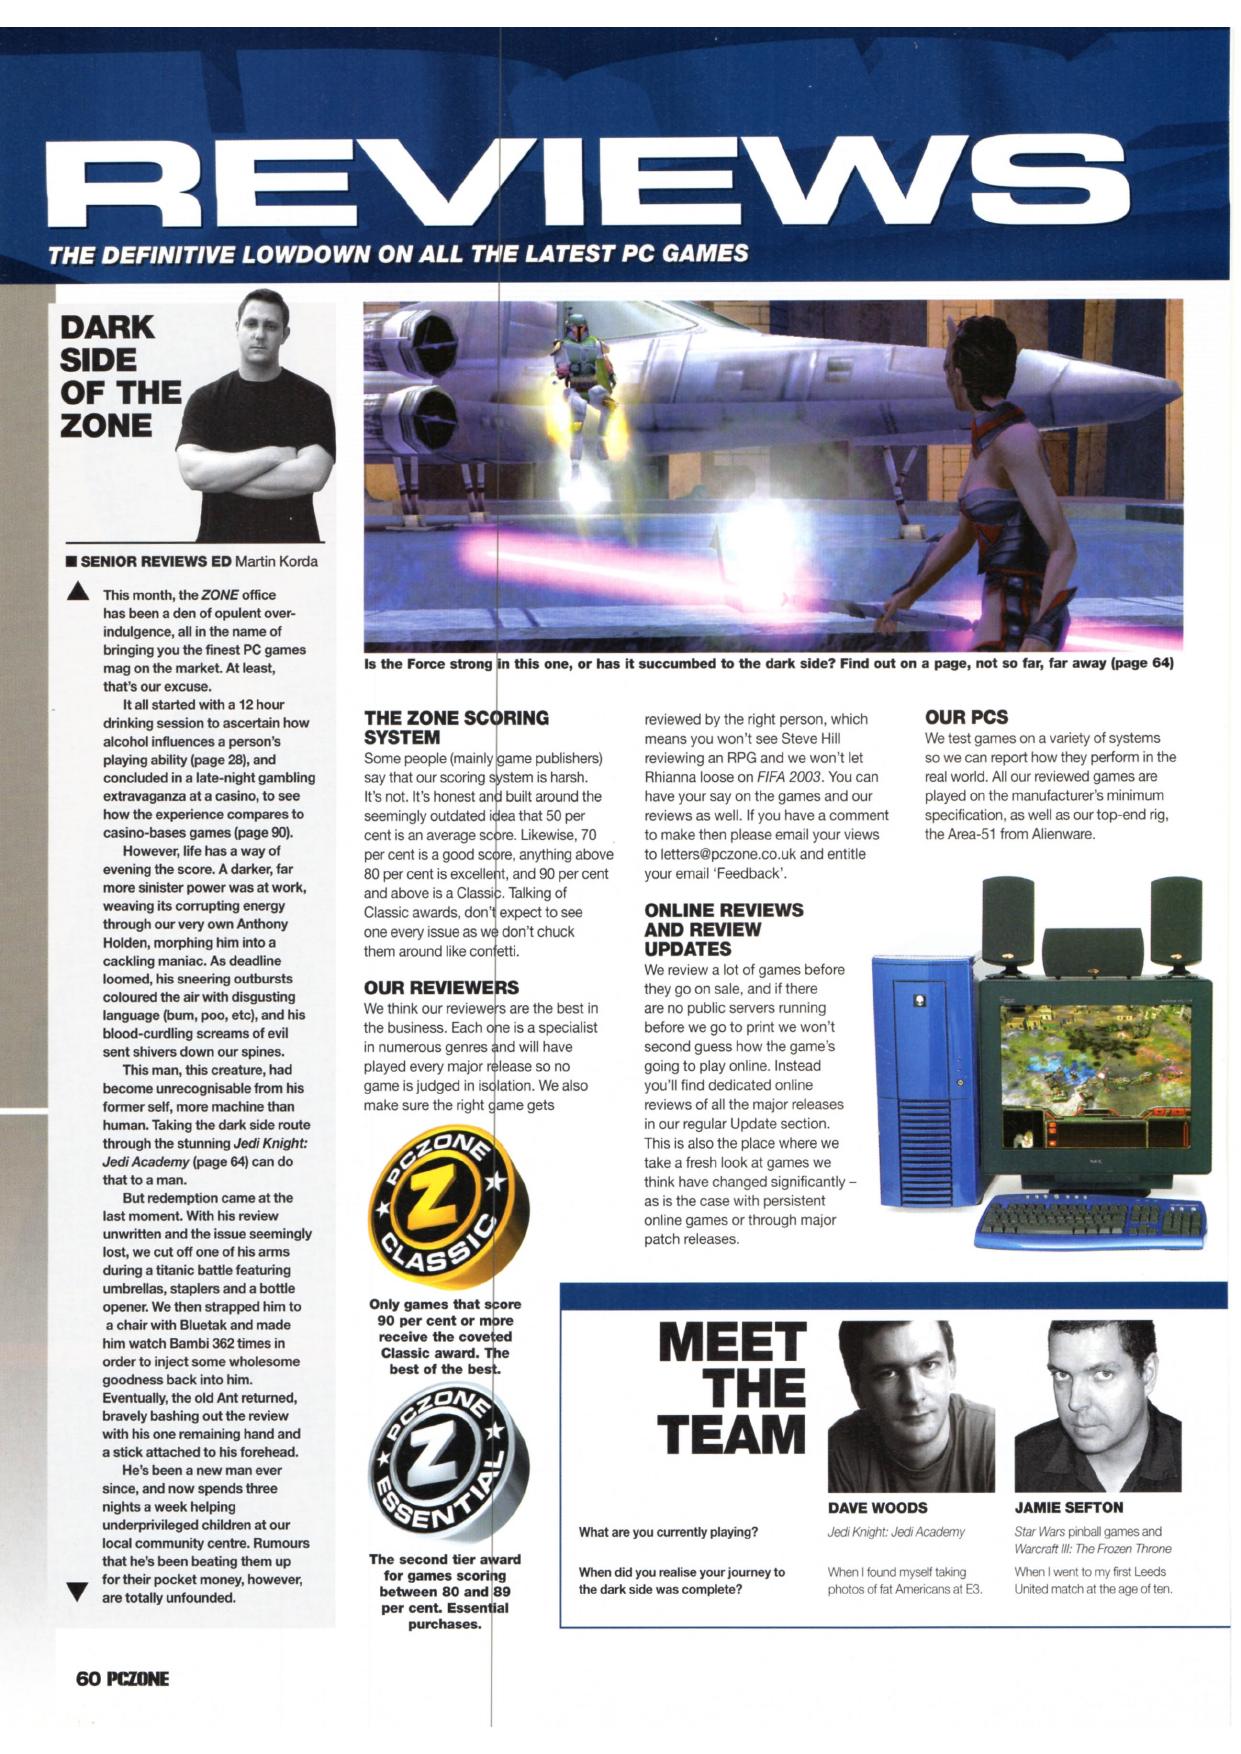 REVIEWS
THE DEFINITIVE LOWDOWN ON ALL THE LATEST PC GAMES
DARK
SIDE
OF THE
ZONE
■ SENIOR REVIEWS ED Martin Korda
▲ This month, the ZONE office
has been a den of opulent over-
indulgence, all in the name of
bringing you the finest PC games
mag on the market. At least,
that's our excuse.
It all started with a 12 hour
drinking session to ascertain how
alcohol influences a person's
playing ability (page 28), and
concluded in a late-night gambling
extravaganza at a casino, to see
how the experience compares to
casino-bases games (page 90).
However, life has a way of
evening the score. A darker, far
more sinister power was at work,
weaving its corrupting energy
through our very own Anthony
Holden, morphing him into a
cackling maniac. As deadline
loomed, his sneering outbursts
coloured the air with disgusting
language (bum, poo, etc), and his
blood-curdling screams of evil
sent shivers down our spines.
This man, this creature, had
become unrecognisable from his
former self, more machine than
human. Taking the dark side route
through the stunning Jedi Knight:
Jedi Academy (page 64) can do
that to a man.
But redemption came at the
last moment. With his review
unwritten and the issue seemingly
lost, we cut off one of his arms
during a titanic battle featuring
umbrellas, staplers and a bottle
opener. We then strapped him to
a chair with Bluetak and made
him watch Bambi 362 times in
order to inject some wholesome
goodness back into him.
Eventually, the old Ant returned,
bravely bashing out the review
with his one remaining hand and
a stick attached to his forehead.
He's been a new man ever
since, and now spends three
nights a week helping
underprivileged children at our
local community centre. Rumours
that he's been beating them up
▼ for their pocket money, however,
are totally unfounded.
Is the Force strong in this one, or has it succumbed to the dark side? Find out on a page, not so far, far away (page 64)
THE ZONE SCORING
SYSTEM
Some people (mainly game publishers)
say that our scoring system is harsh.
It's not. It's honest and built around the
seemingly outdated idea that 50 per
cent is an average score. Likewise, 70
per cent is a good score, anything above
80 per cent is excellent, and 90 per cent
and above is a Classic. Talking of
Classic awards, don't expect to see
one every issue as we don't chuck
them around like confetti.
OUR REVIEWERS
We think our reviewers are the best in
the business. Each one is a specialist
in numerous genres and will have
played every major release so no
game is judged in isolation. We also
make sure the right game gets
reviewed by the right person, which
means you won't see Steve Hill
reviewing an RPG and we won't let
Rhianna loose on FIFA 2003. You can
have your say on the games and our
reviews as well. If you have a comment
to make then please email your views
to letters@pczone.co.uk and entitle
your email 'Feedback'.
ONLINE REVIEWS
AND REVIEW
UPDATES
We review a lot of games before
they go on sale, and if there
are no public servers running
before we go to print we won't
second guess how the game's
going to play online. Instead
you'll find dedicated online
reviews of all the major releases
in our regular Update section.
This is also the place where we
take a fresh look at games we
think have changed significantly –
as is the case with persistent
online games or through major
patch releases.
OUR PCS
We test games on a variety of systems
so we can report how they perform in the
real world. All our reviewed games are
played on the manufacturer's minimum
specification, as well as our top-end rig,
the Area-51 from Alienware.
PCZONE
Z
CLASSIC
Only games that score
90 per cent or more
receive the coveted
Classic award. The
best of the best.
PCZONE
Z
ESSENTIAL
The second tier award
for games scoring
between 80 and 89
per cent. Essential
purchases.
MEET
THE
TEAM
DAVE WOODS
JAMIE SEFTON
What are you currently playing?
Jedi Knight: Jedi Academy
Star Wars pinball games and
Warcraft III: The Frozen Throne
When did you realise your journey to
the dark side was complete?
When I found myself taking
photos of fat Americans at E3.
When I went to my first Leeds
United match at the age of ten.
60 PCZONE